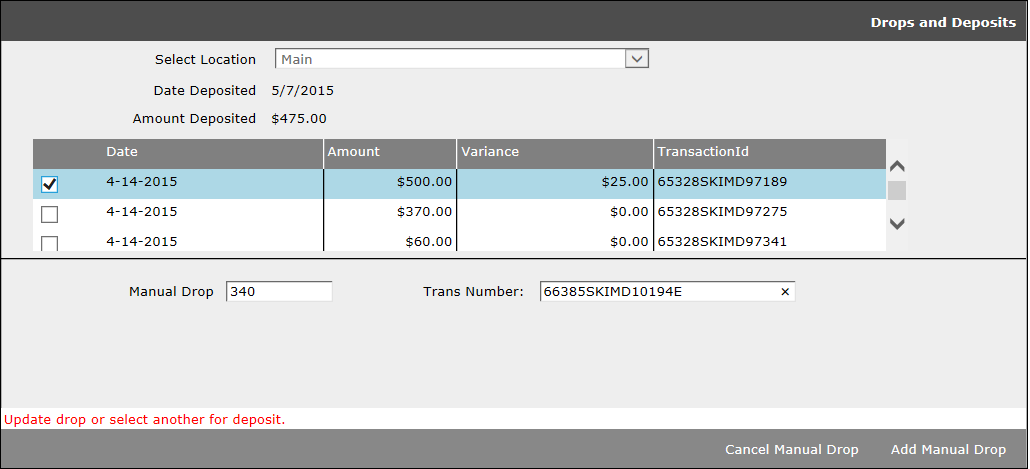 Drops and Deposits
Select Location Main
Date Deposited 5/7/2015
Amount Deposited $475.00
Date Amount Variance TransactionId
4-14-2015 $500.00 $25.00 65328SKIMD97189
4-14-2015 $370.00 $0.00 65328SKIMD97275
4-14-2015 $60.00 $0.00 65328SKIMD97341
Manual Drop 340 Trans Number: 66385SKIMD10194E
Update drop or select another for deposit.
Cancel Manual Drop Add Manual Drop